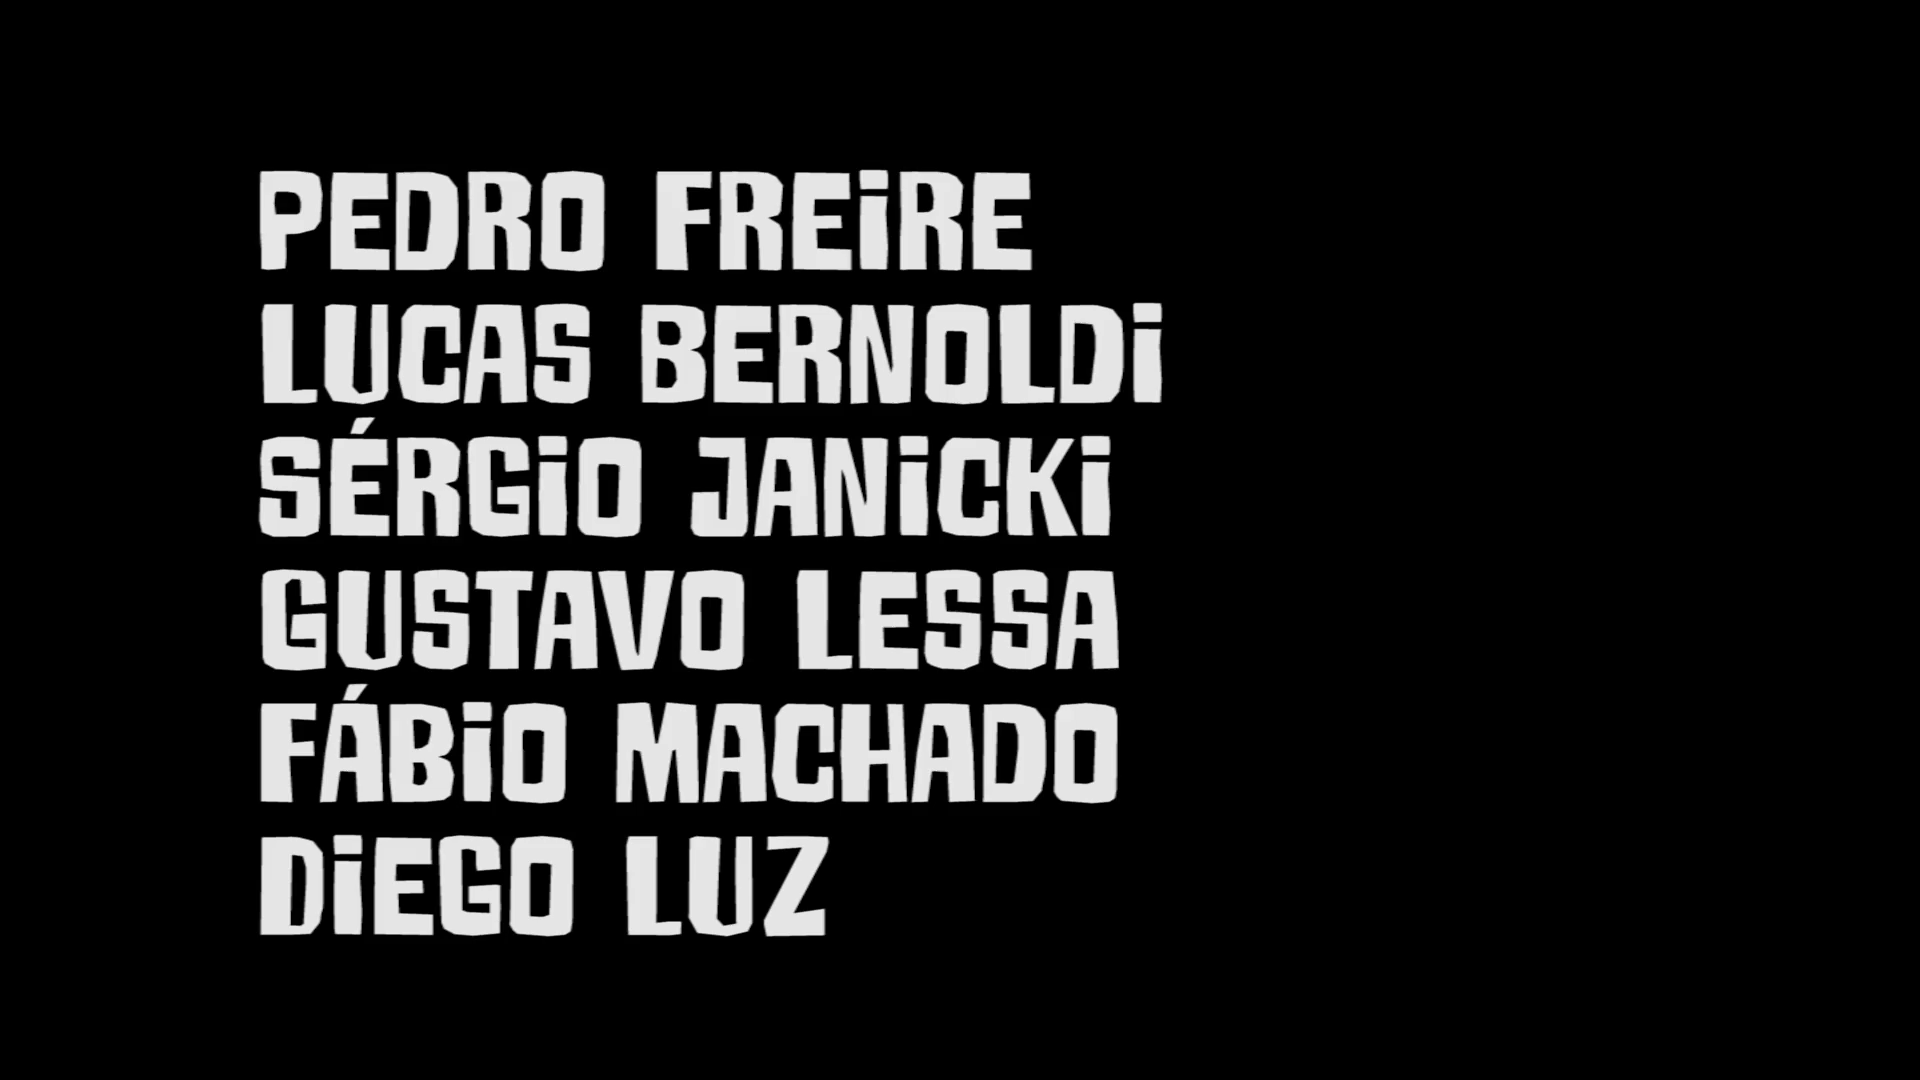 PEDRO FREIRE
LUCAS BERNOLDI
SÉRGIO JANICKI
GUSTAVO LESSA
FÁBIO MACHADO
DIEGO LUZ